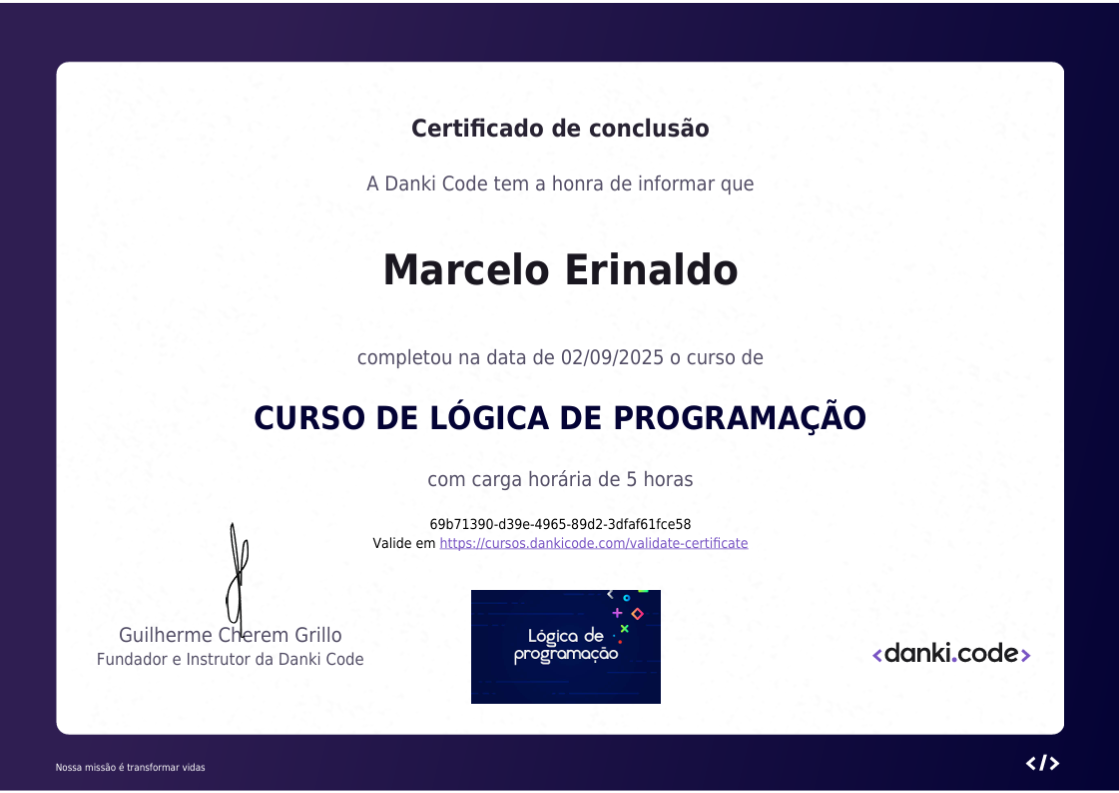 Certificado de conclusão
A Danki Code tem a honra de informar que
Marcelo Erinaldo
completou na data de 02/09/2025 o curso de
CURSO DE LÓGICA DE PROGRAMAÇÃO
com carga horária de 5 horas
69b71390-d39e-4965-89d2-3dfaf61fce58
Valide em https://cursos.dankicode.com/validate-certificate
Guilherme Cherem Grillo
Fundador e Instrutor da Danki Code
Lógica de
programação
<danki.code>
Nossa missão é transformar vidas
</>